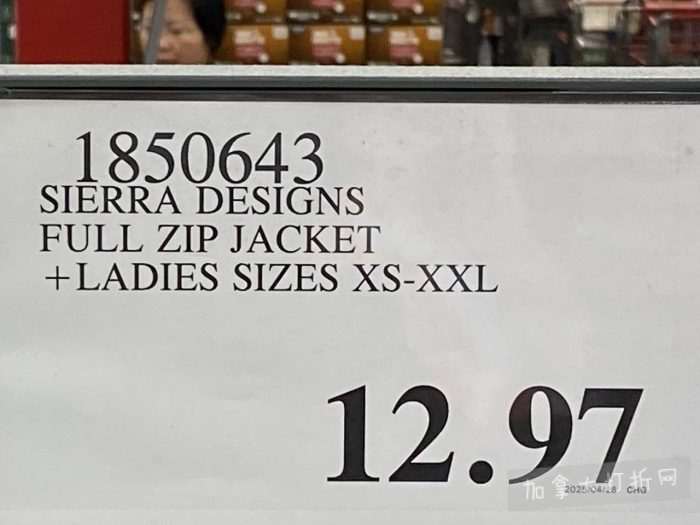 1850643
SIERRA DESIGNS
FULL ZIP JACKET
+LADIES SIZES XS-XXL
12.97
2025/04/28 CHG
加拿大打折网